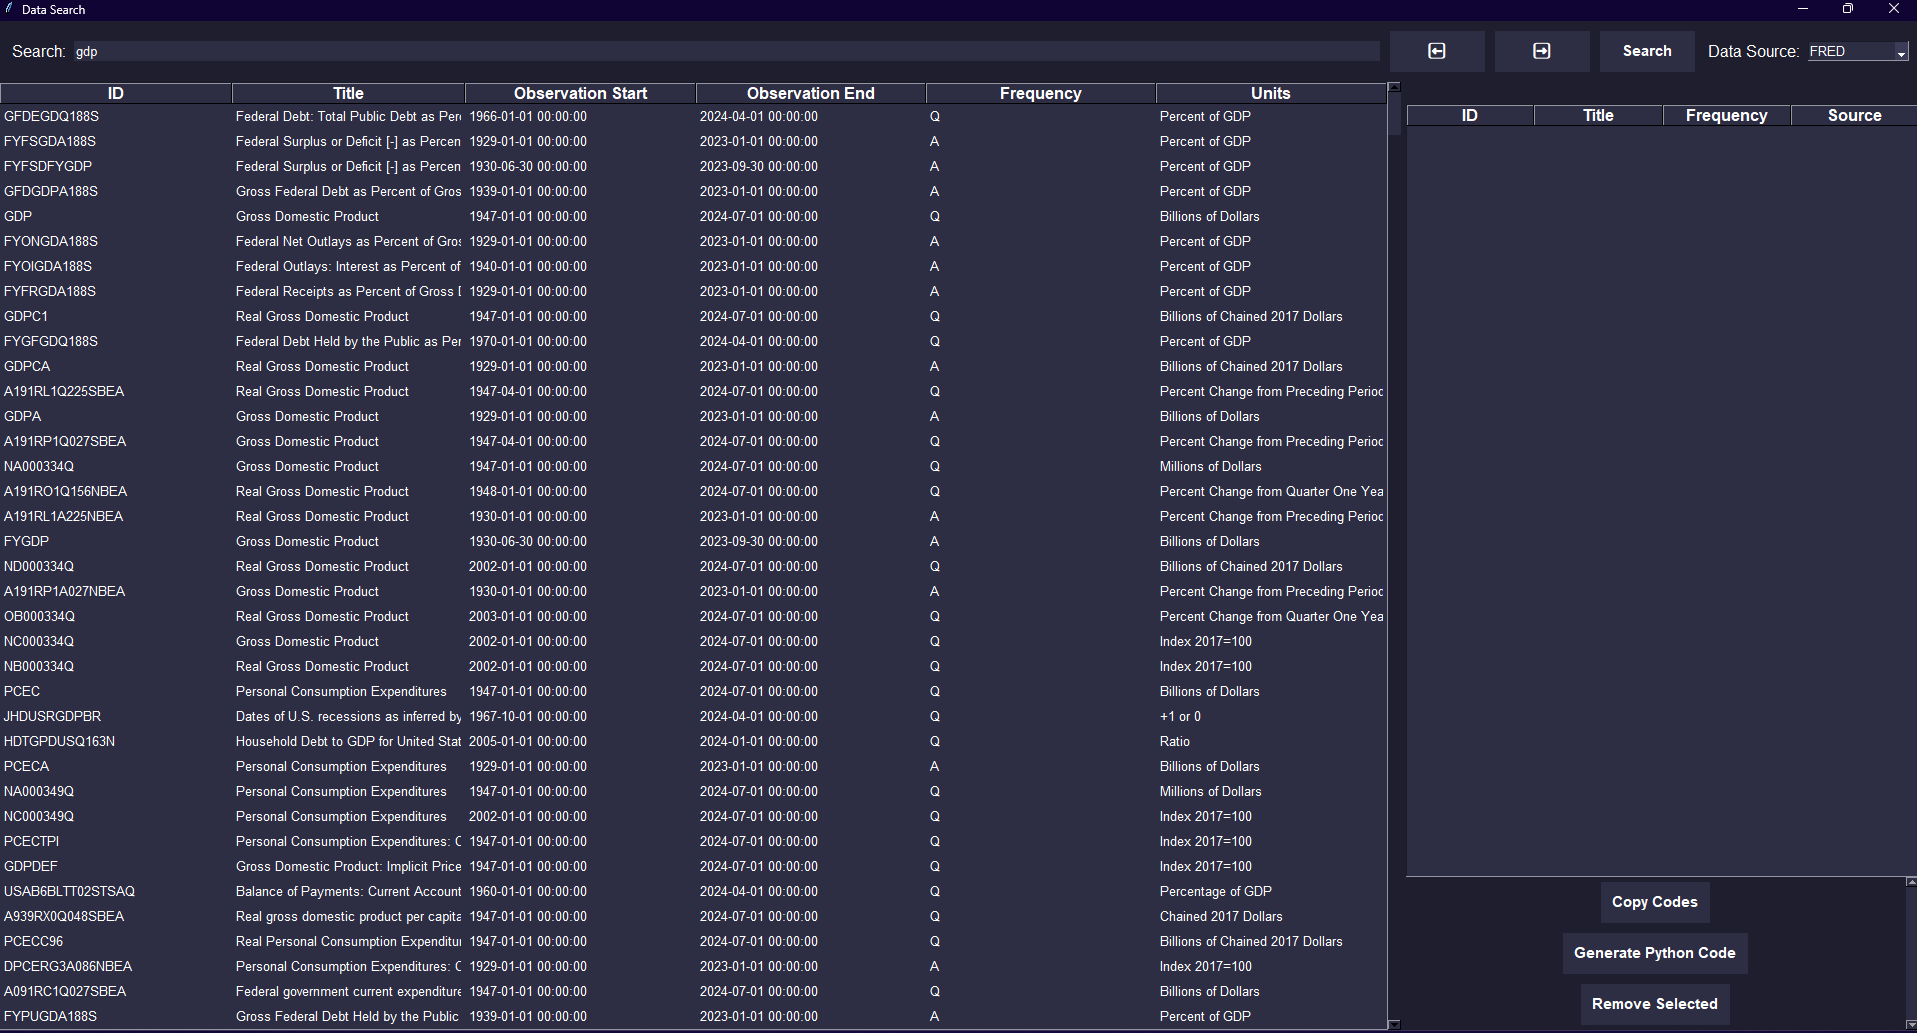 Data Search
Search: gdp Search Data Source: FRED
ID Title Observation Start Observation End Frequency Units
GFDEGDQ188S Federal Debt: Total Public Debt as Per 1966-01-01 00:00:00 2024-04-01 00:00:00 Q Percent of GDP
FYFSGDA188S Federal Surplus or Deficit [-] as Percen 1929-01-01 00:00:00 2023-01-01 00:00:00 A Percent of GDP
FYFSDFYGDP Federal Surplus or Deficit [-] as Percen 1930-06-30 00:00:00 2023-09-30 00:00:00 A Percent of GDP
GFDGDPA188S Gross Federal Debt as Percent of Gros 1939-01-01 00:00:00 2023-01-01 00:00:00 A Percent of GDP
GDP Gross Domestic Product 1947-01-01 00:00:00 2024-07-01 00:00:00 Q Billions of Dollars
FYONGDA188S Federal Net Outlays as Percent of Gros 1929-01-01 00:00:00 2023-01-01 00:00:00 A Percent of GDP
FYOIGDA188S Federal Outlays: Interest as Percent of 1940-01-01 00:00:00 2023-01-01 00:00:00 A Percent of GDP
FYFRGDA188S Federal Receipts as Percent of Gross 1929-01-01 00:00:00 2023-01-01 00:00:00 A Percent of GDP
GDPC1 Real Gross Domestic Product 1947-01-01 00:00:00 2024-07-01 00:00:00 Q Billions of Chained 2017 Dollars
FYGFGDQ188S Federal Debt Held by the Public as Per 1970-01-01 00:00:00 2024-04-01 00:00:00 Q Percent of GDP
GDPCA Real Gross Domestic Product 1929-01-01 00:00:00 2023-01-01 00:00:00 A Billions of Chained 2017 Dollars
A191RL1Q225SBEA Real Gross Domestic Product 1947-04-01 00:00:00 2024-07-01 00:00:00 Q Percent Change from Preceding Perioc
GDPA Gross Domestic Product 1929-01-01 00:00:00 2023-01-01 00:00:00 A Billions of Dollars
A191RP1Q027SBEA Gross Domestic Product 1947-04-01 00:00:00 2024-07-01 00:00:00 Q Percent Change from Preceding Perioc
NA000334Q Gross Domestic Product 1947-01-01 00:00:00 2024-07-01 00:00:00 Q Millions of Dollars
A191RO1Q156NBEA Real Gross Domestic Product 1948-01-01 00:00:00 2024-07-01 00:00:00 Q Percent Change from Quarter One Yea
A191RL1A225NBEA Real Gross Domestic Product 1930-01-01 00:00:00 2023-01-01 00:00:00 A Percent Change from Preceding Perioc
FYGDP Gross Domestic Product 1930-06-30 00:00:00 2023-09-30 00:00:00 A Billions of Dollars
ND000334Q Real Gross Domestic Product 2002-01-01 00:00:00 2024-07-01 00:00:00 Q Billions of Chained 2017 Dollars
A191RP1A027NBEA Gross Domestic Product 1930-01-01 00:00:00 2023-01-01 00:00:00 A Percent Change from Preceding Perioc
OB000334Q Real Gross Domestic Product 2003-01-01 00:00:00 2024-07-01 00:00:00 Q Percent Change from Quarter One Yea
NC000334Q Gross Domestic Product 2002-01-01 00:00:00 2024-07-01 00:00:00 Q Index 2017=100
NB000334Q Real Gross Domestic Product 2002-01-01 00:00:00 2024-07-01 00:00:00 Q Index 2017=100
PCEC Personal Consumption Expenditures 1947-01-01 00:00:00 2024-07-01 00:00:00 Q Billions of Dollars
JHDUSRGDPBR Dates of U.S. recessions as inferred by 1967-10-01 00:00:00 2024-04-01 00:00:00 Q +1 or 0
HDTGPDUSQ163N Household Debt to GDP for United Stat 2005-01-01 00:00:00 2024-01-01 00:00:00 Q Ratio
PCECA Personal Consumption Expenditures 1929-01-01 00:00:00 2023-01-01 00:00:00 A Billions of Dollars
NA000349Q Personal Consumption Expenditures 1947-01-01 00:00:00 2024-07-01 00:00:00 Q Millions of Dollars
NC000349Q Personal Consumption Expenditures 2002-01-01 00:00:00 2024-07-01 00:00:00 Q Index 2017=100
PCECTPI Personal Consumption Expenditures: C 1947-01-01 00:00:00 2024-07-01 00:00:00 Q Index 2017=100
GDPDEF Gross Domestic Product: Implicit Price 1947-01-01 00:00:00 2024-07-01 00:00:00 Q Index 2017=100
USAB6BLTT02STSAQ Balance of Payments: Current Account 1960-01-01 00:00:00 2024-04-01 00:00:00 Q Percentage of GDP
A939RX0Q048SBEA Real gross domestic product per capita 1947-01-01 00:00:00 2024-07-01 00:00:00 Q Chained 2017 Dollars
PCECC96 Real Personal Consumption Expenditu 1947-01-01 00:00:00 2024-07-01 00:00:00 Q Billions of Chained 2017 Dollars
DPCERG3A086NBEA Personal Consumption Expenditures: C 1929-01-01 00:00:00 2023-01-01 00:00:00 A Index 2017=100
A091RC1Q027SBEA Federal government current expenditure 1947-01-01 00:00:00 2024-07-01 00:00:00 Q Billions of Dollars
FYPUGDA188S Gross Federal Debt Held by the Public 1939-01-01 00:00:00 2023-01-01 00:00:00 A Percent of GDP
ID Title Frequency Source
Copy Codes
Generate Python Code
Remove Selected